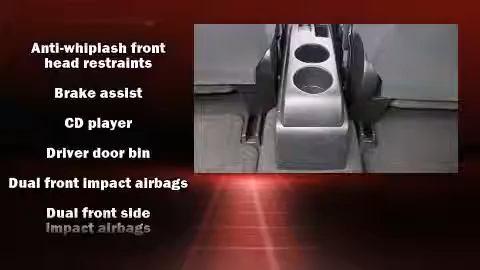 Anti-whiplash front
head restraints
Brake assist
CD player
Driver door bin
Dual front impact airbags
Dual front side
impact airbags